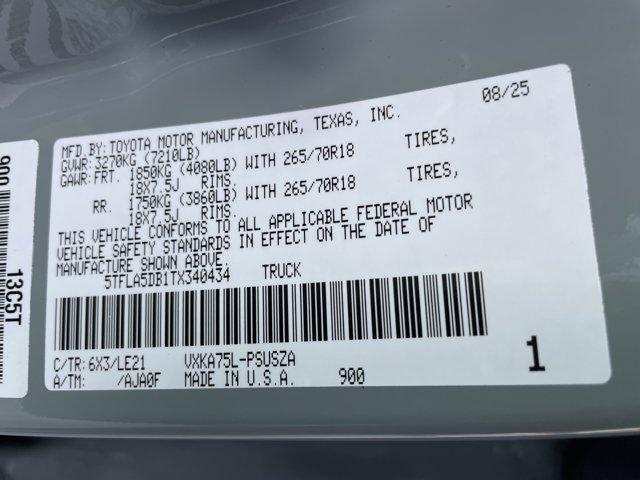 08/25
MFD.BY: TOYOTA MOTOR MANUFACTURING, TEXAS, INC.
GVWR: 3270KG (7210LB)
GAWR: FRT. 1850KG (4080LB) WITH 265/70R18 TIRES,
18X7.5J RIMS.
RR. 1750KG (3860LB) WITH 265/70R18 TIRES,
18X7.5J RIMS.
THIS VEHICLE CONFORMS TO ALL APPLICABLE FEDERAL MOTOR
VEHICLE SAFETY STANDARDS IN EFFECT ON THE DATE OF
MANUFACTURE SHOWN ABOVE.
5TFLA5DB1TX340434 TRUCK
C/TR: 6X3/LE21 VXKA75L-PSUSZA
A/TM: /AJA0F MADE IN U.S.A. 900
1
900
13C5T